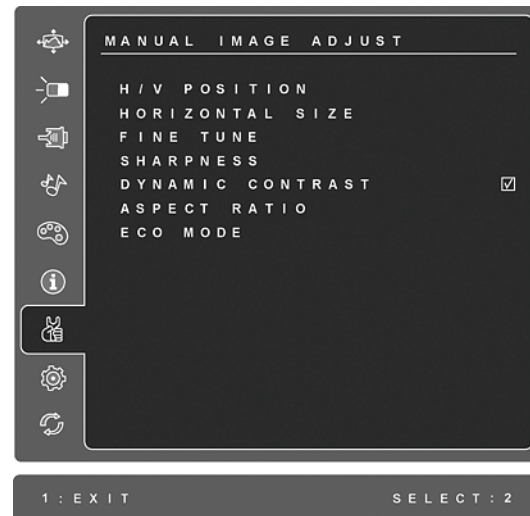 MANUAL IMAGE ADJUST
H/V POSITION
HORIZONTAL SIZE
FINE TUNE
SHARPNESS
DYNAMIC CONTRAST
ASPECT RATIO
ECO MODE
1:EXIT SELECT:2